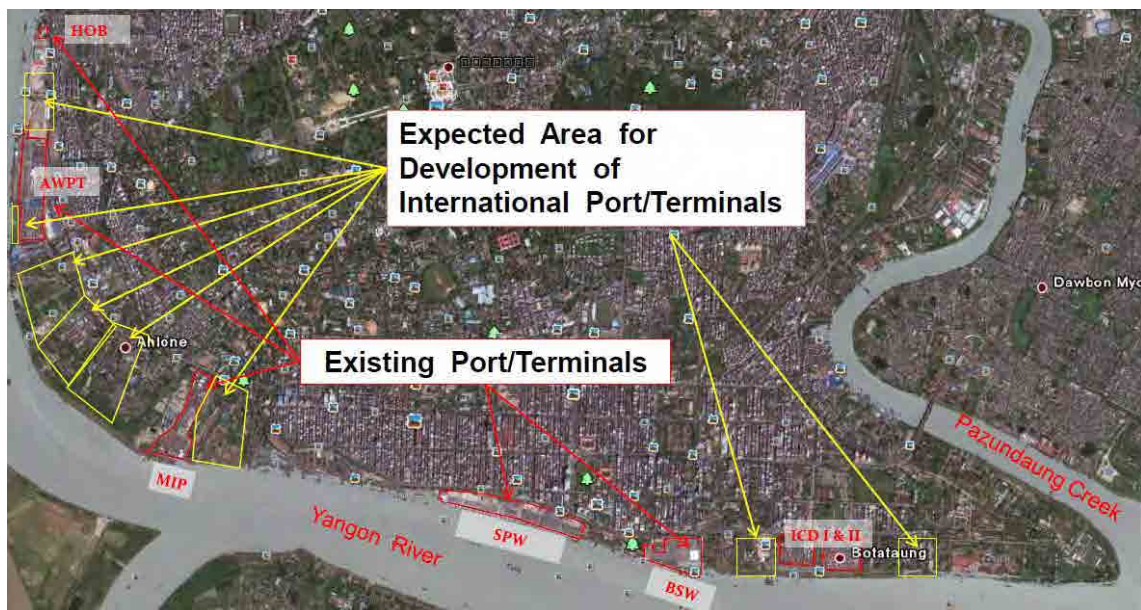 HOB
Expected Area for
Development of
International Port/Terminals
AWPT
Dawbon Myo
Ahlone
Existing Port/Terminals
Pazundaung Creek
MIP
Yangon River
SPW
ICD I & II
Botataung
BSW